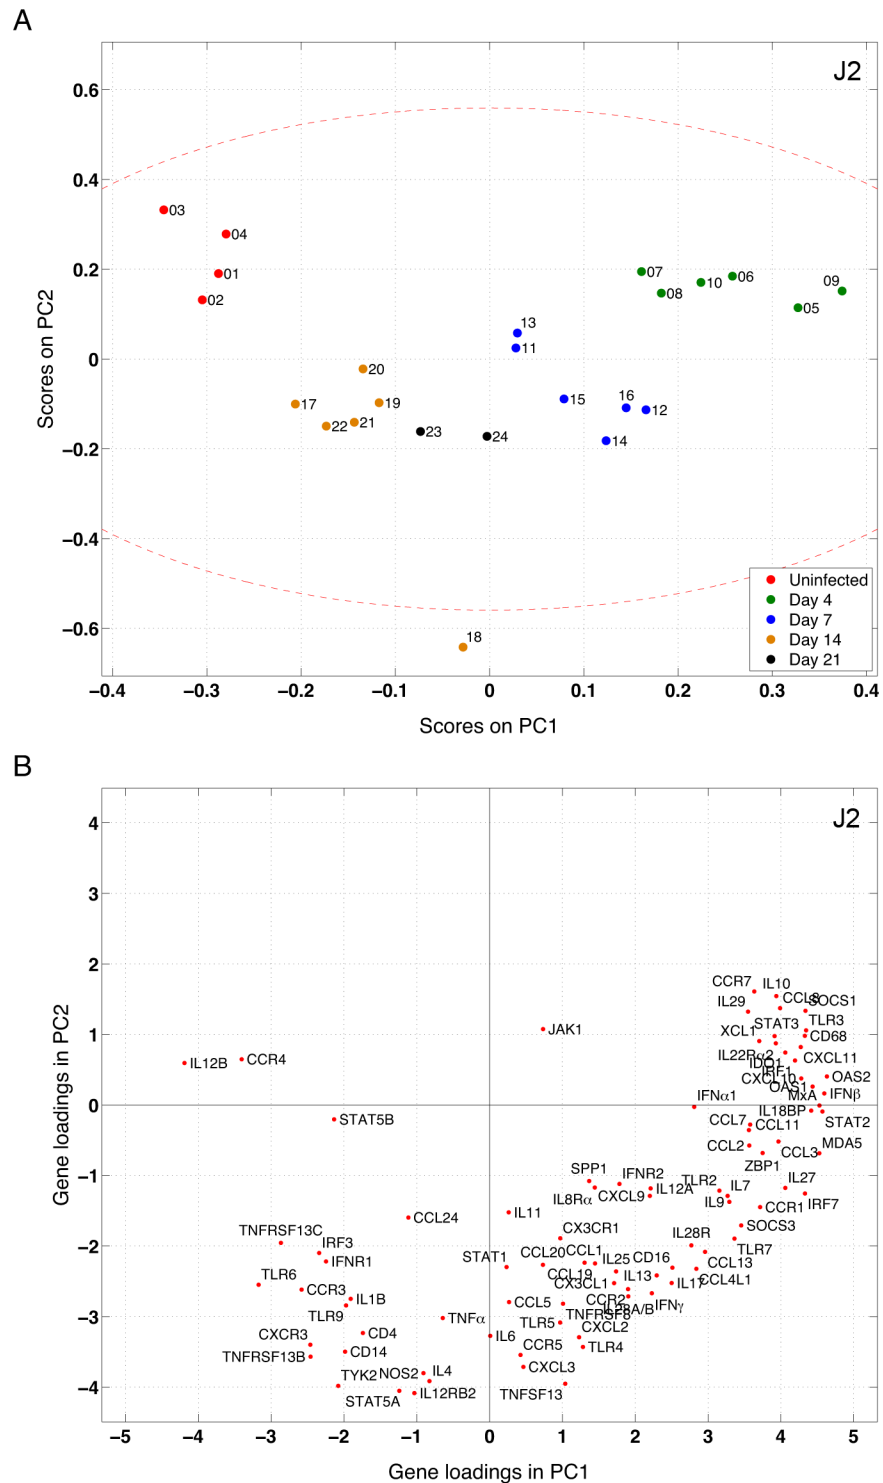 A
J2
0.6
0.4
0.2
0
−0.2
−0.4
−0.6
Scores on PC2
03
04
01
02
07
08
10
06
09
05
13
11
15
16
12
14
20
17
19
22
21
23
24
18
Uninfected
Day 4
Day 7
Day 14
Day 21
−0.4 −0.3 −0.2 −0.1 0 0.1 0.2 0.3 0.4
Scores on PC1
B
J2
4
3
2
1
0
−1
−2
−3
−4
Gene loadings in PC2
CCR7 IL10
CCL8
SOCS1
IL29
TLR3
XCL1 STAT3
CD68
JAK1
IL22Rα2
CXCL11
IDO1
IRF1
CXCL10
OAS2
OAS1
IFNβ
MxA
IL12B
CCR4
IFNα1
IL18BP
STAT2
STAT5B
CCL7
CCL11
MDA5
CCL2
CCL3
ZBP1
SPP1
IFNR2
TLR2
IL7
IL27
IL8Rα
CXCL9
IL12A
IL9
CCR1
IRF7
CCL24
IL11
SOCS3
CX3CR1
IL28R
TLR7
TNFRSF13C
IRF3
IFNR1
STAT1
CCL20
CCL1
IL25
CD16
CCL13
TLR6
CCL19
IL13
CCR3
CX3CL1
IL17
CCL4L1
IL1B
TLR9
CCR2
IL28A/B
IFNγ
CCL5
TNFRSF8
TNFα
TLR5
CXCL2
CXCR3
CD4
IL6
CCR5
TLR4
TNFRSF13B
CD14
CXCL3
TYK2
NOS2
IL4
TNFSF13
STAT5A
IL12RB2
−5 −4 −3 −2 −1 0 1 2 3 4 5
Gene loadings in PC1